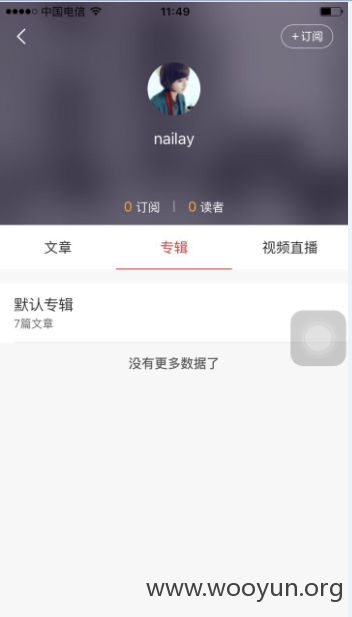 中国电信 11:49
+订阅
nailay
0 订阅 | 0 读者
文章 专辑 视频直播
默认专辑
7篇文章
没有更多数据了
www.wooyun.org